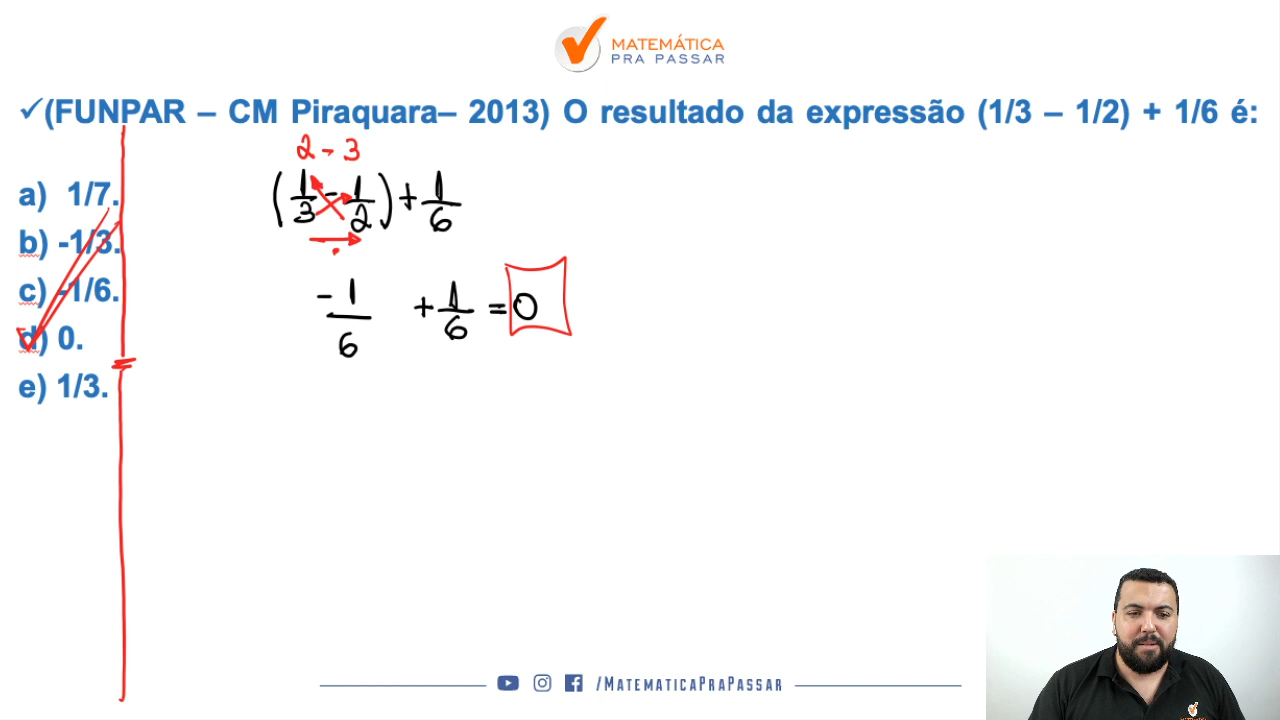 MATEMÁTICA
PRA PASSAR
✓(FUNPAR – CM Piraquara– 2013) O resultado da expressão (1/3 – 1/2) + 1/6 é:
a) 1/7.
b) -1/3.
c) -1/6.
d) 0.
e) 1/3.
2 - 3
(1/3 - 1/2) + 1/6
-1/6 + 1/6 = 0
/MATEMATICAPRAPASSAR